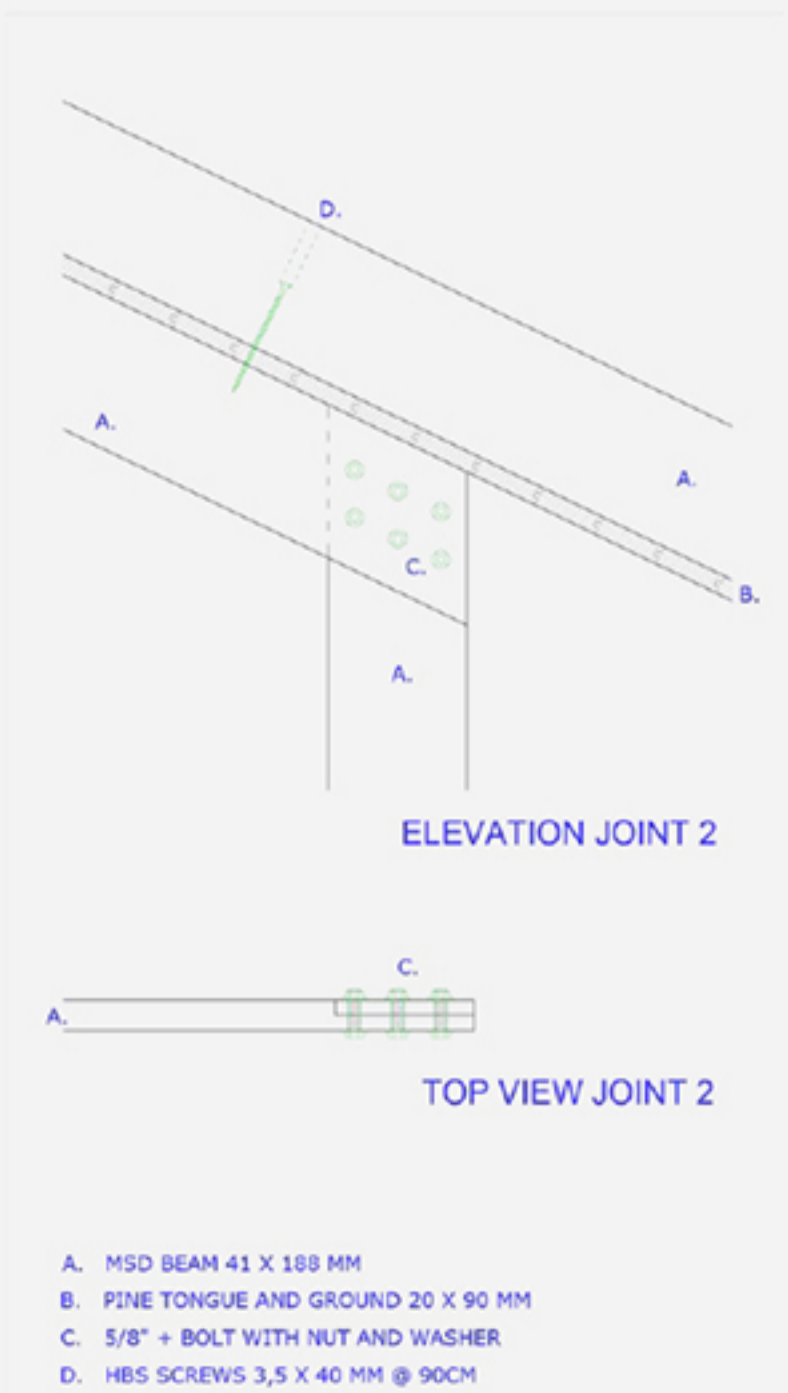 D.
A.
A.
C.
B.
A.
ELEVATION JOINT 2
C.
A.
TOP VIEW JOINT 2
A. MSD BEAM 41 X 188 MM
B. PINE TONGUE AND GROUND 20 X 90 MM
C. 5/8" + BOLT WITH NUT AND WASHER
D. HBS SCREWS 3,5 X 40 MM @ 90CM